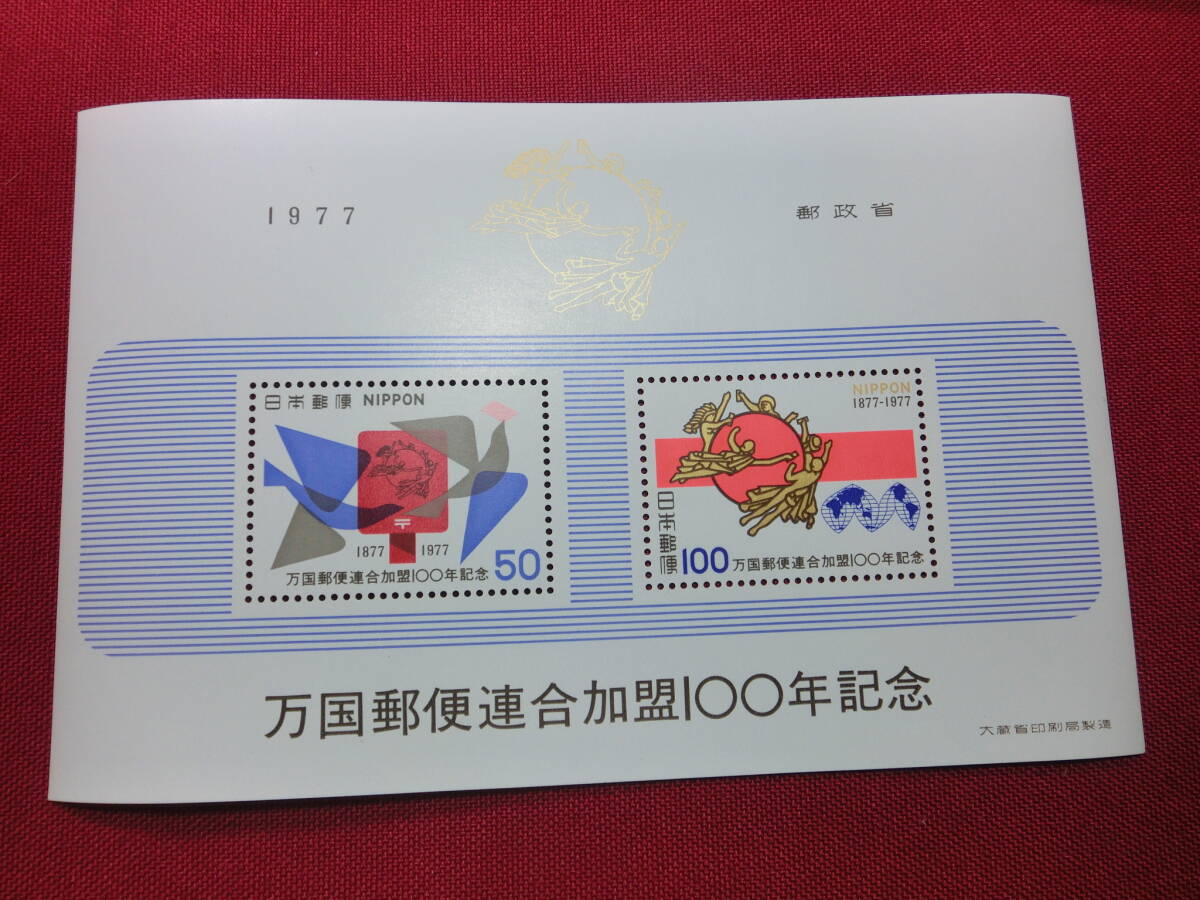 1977
郵政省
日本郵便 NIPPON
〒
1877 1977
万国郵便連合加盟100年記念 50
NIPPON
1877-1977
日本郵便
100 万国郵便連合加盟100年記念
万国郵便連合加盟100年記念
大蔵省印刷局製造